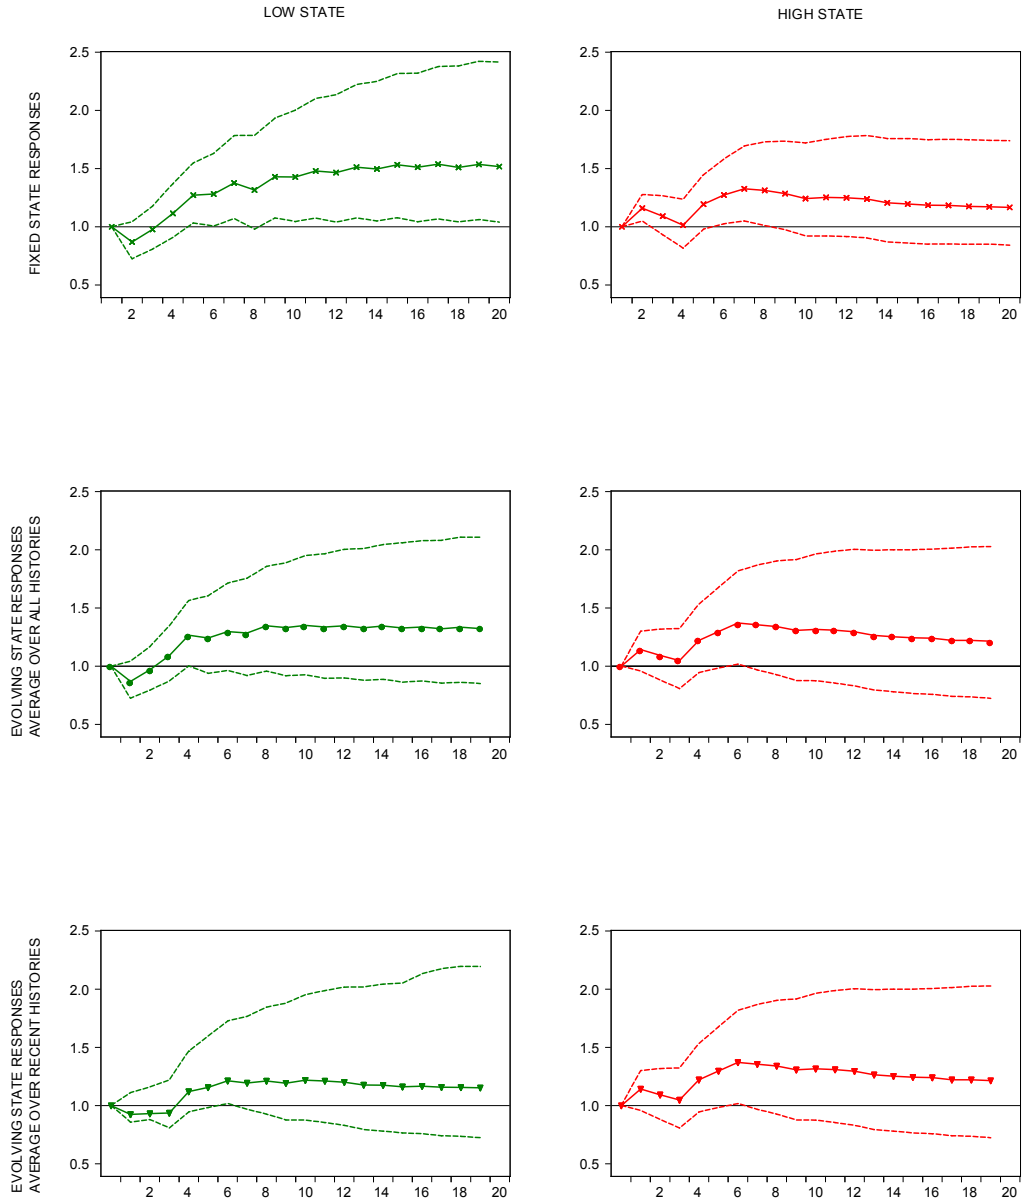 LOW STATE
HIGH STATE
FIXED STATE RESPONSES
2.5
2.0
1.5
1.0
0.5
2 4 6 8 10 12 14 16 18 20
2.5
2.0
1.5
1.0
0.5
2 4 6 8 10 12 14 16 18 20
EVOLVING STATE RESPONSES
AVERAGE OVER ALL HISTORIES
2.5
2.0
1.5
1.0
0.5
2 4 6 8 10 12 14 16 18 20
2.5
2.0
1.5
1.0
0.5
2 4 6 8 10 12 14 16 18 20
EVOLVING STATE RESPONSES
AVERAGE OVER RECENT HISTORIES
2.5
2.0
1.5
1.0
0.5
2 4 6 8 10 12 14 16 18 20
2.5
2.0
1.5
1.0
0.5
2 4 6 8 10 12 14 16 18 20